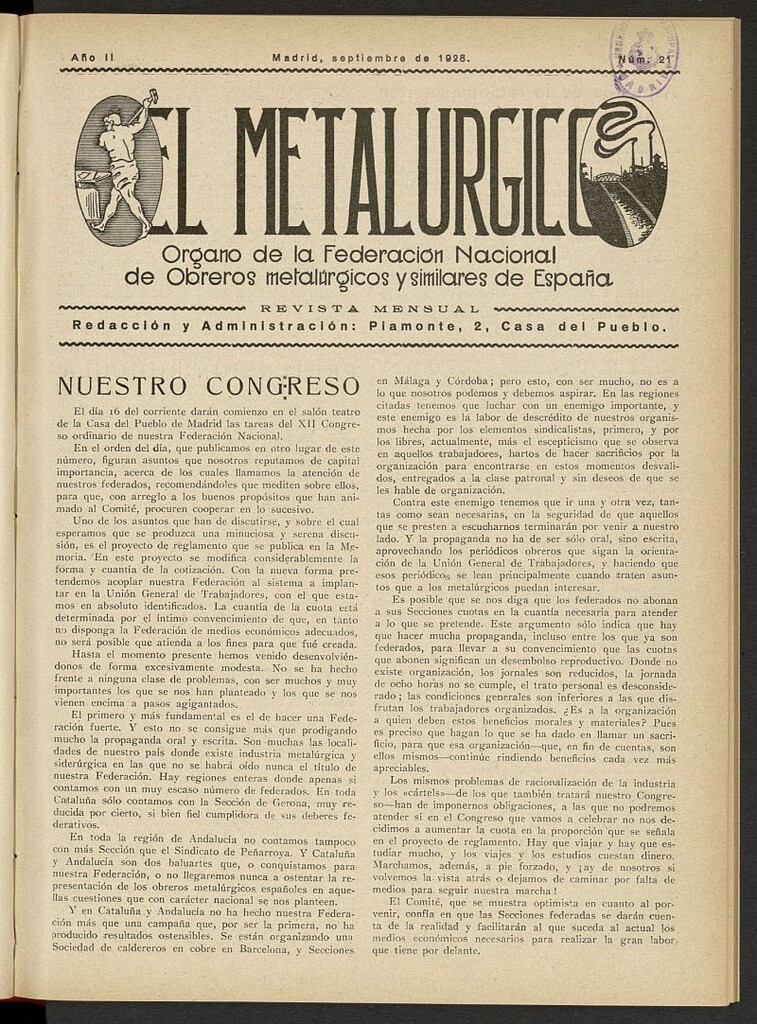 Año II
Madrid, septiembre de 1928.
Núm. 21
EL METALURGICO
Organo de la Federación Nacional
de Obreros metalúrgicos y similares de España
REVISTA MENSUAL
Redacción y Administración: Piamonte, 2, Casa del Pueblo.
NUESTRO CONGRESO
El día 16 del corriente darán comienzo en el salón teatro
de la Casa del Pueblo de Madrid las tareas del XII Congre-
so ordinario de nuestra Federación Nacional.
En el orden del día, que publicamos en otro lugar de este
número, figuran asuntos que nosotros reputamos de capital
importancia, acerca de los cuales llamamos la atención de
nuestros federados, recomendándoles que mediten sobre ellos,
para que, con arreglo a los buenos propósitos que han ani-
mado al Comité, procuren cooperar en lo sucesivo.
Uno de los asuntos que han de discutirse, y sobre el cual
esperamos que se produzca una minuciosa y serena discu-
sión, es el proyecto de reglamento que se publica en la Me-
moria. En este proyecto se modifica considerablemente la
forma y cuantía de la cotización. Con la nueva forma pre-
tendemos acoplar nuestra Federación al sistema a implan-
tar en la Unión General de Trabajadores, con el que esta-
mos en absoluto identificados. La cuantía de la cuota está
determinada por el íntimo convencimiento de que, en tanto
no disponga la Federación de medios económicos adecuados,
no será posible que atienda a los fines para que fué creada.
Hasta el momento presente hemos venido desenvolvién-
donos de forma excesivamente modesta. No se ha hecho
frente a ninguna clase de problemas, con ser muchos y muy
importantes los que se nos han planteado y los que se nos
vienen encima a pasos agigantados.
El primero y más fundamental es el de hacer una Fede-
ración fuerte. Y esto no se consigue más que prodigando
mucho la propaganda oral y escrita. Son muchas las locali-
dades de nuestro país donde existe industria metalúrgica y
siderúrgica en las que no se habrá oído nunca el título de
nuestra Federación. Hay regiones enteras donde apenas si
contamos con un muy escaso número de federados. En toda
Cataluña sólo contamos con la Sección de Gerona, muy re-
ducida por cierto, si bien fiel cumplidora de sus deberes fe-
derativos.
En toda la región de Andalucía no contamos tampoco
con más Sección que el Sindicato de Peñarroya. Y Cataluña
y Andalucía son dos baluartes que, o conquistamos para
nuestra Federación, o no llegaremos nunca a ostentar la re-
presentación de los obreros metalúrgicos españoles en aque-
llas cuestiones que con carácter nacional se nos planteen.
Y en Cataluña y Andalucía no ha hecho nuestra Federa-
ción más que una campaña que, por ser la primera, no ha
producido resultados ostensibles. Se están organizando una
Sociedad de caldereros en cobre en Barcelona, y Secciones
en Málaga y Córdoba; pero esto, con ser mucho, no es a
lo que nosotros podemos y debemos aspirar. En las regiones
citadas tenemos que luchar con un enemigo importante, y
este enemigo es la labor de descrédito de nuestros organis-
mos hecha por los elementos sindicalistas, primero, y por
los libres, actualmente, más el escepticismo que se observa
en aquellos trabajadores, hartos de hacer sacrificios por la
organización para encontrarse en estos momentos desvali-
dos, entregados a la clase patronal y sin deseos de que se
les hable de organización.
Contra este enemigo tenemos que ir una y otra vez, tan-
tas como sean necesarias, en la seguridad de que aquellos
que se presten a escucharnos terminarán por venir a nuestro
lado. Y la propaganda no ha de ser sólo oral, sino escrita,
aprovechando los periódicos obreros que sigan la orienta-
ción de la Unión General de Trabajadores, y haciendo que
esos periódicos se lean principalmente cuando traten asun-
tos que a los metalúrgicos puedan interesar.
Es posible que se nos diga que los federados no abonan
a sus Secciones cuotas en la cuantía necesaria para atender
a lo que se pretende. Este argumento sólo indica que hay
que hacer mucha propaganda, incluso entre los que ya son
federados, para llevar a su convencimiento que las cuotas
que abonen significan un desembolso reproductivo. Donde no
existe organización, los jornales son reducidos, la jornada
de ocho horas no se cumple, el trato personal es desconside-
rado; las condiciones generales son inferiores a las que dis-
frutan los trabajadores organizados. ¿Es a la organización
a quien deben estos beneficios morales y materiales? Pues
es preciso que hagan lo que se ha dado en llamar un sacri-
ficio, para que esa organización—que, en fin de cuentas, son
ellos mismos—continúe rindiendo beneficios cada vez más
apreciables.
Los mismos problemas de racionalización de la industria
y los «cártels»—de los que también tratará nuestro Congre-
so—han de imponernos obligaciones, a las que no podremos
atender si en el Congreso que vamos a celebrar no nos de-
cidimos a aumentar la cuota en la proporción que se señala
en el proyecto de reglamento. Hay que viajar y hay que es-
tudiar mucho, y los viajes y los estudios cuestan dinero.
Marchamos, además, a pie forzado, y ¡ay de nosotros si
volvemos la vista atrás o dejamos de caminar por falta de
medios para seguir nuestra marcha!
El Comité, que se muestra optimista en cuanto al por-
venir, confía en que las Secciones federadas se darán cuen-
ta de la realidad y facilitarán al que suceda al actual los
medios económicos necesarios para realizar la gran labor
que tiene por delante.